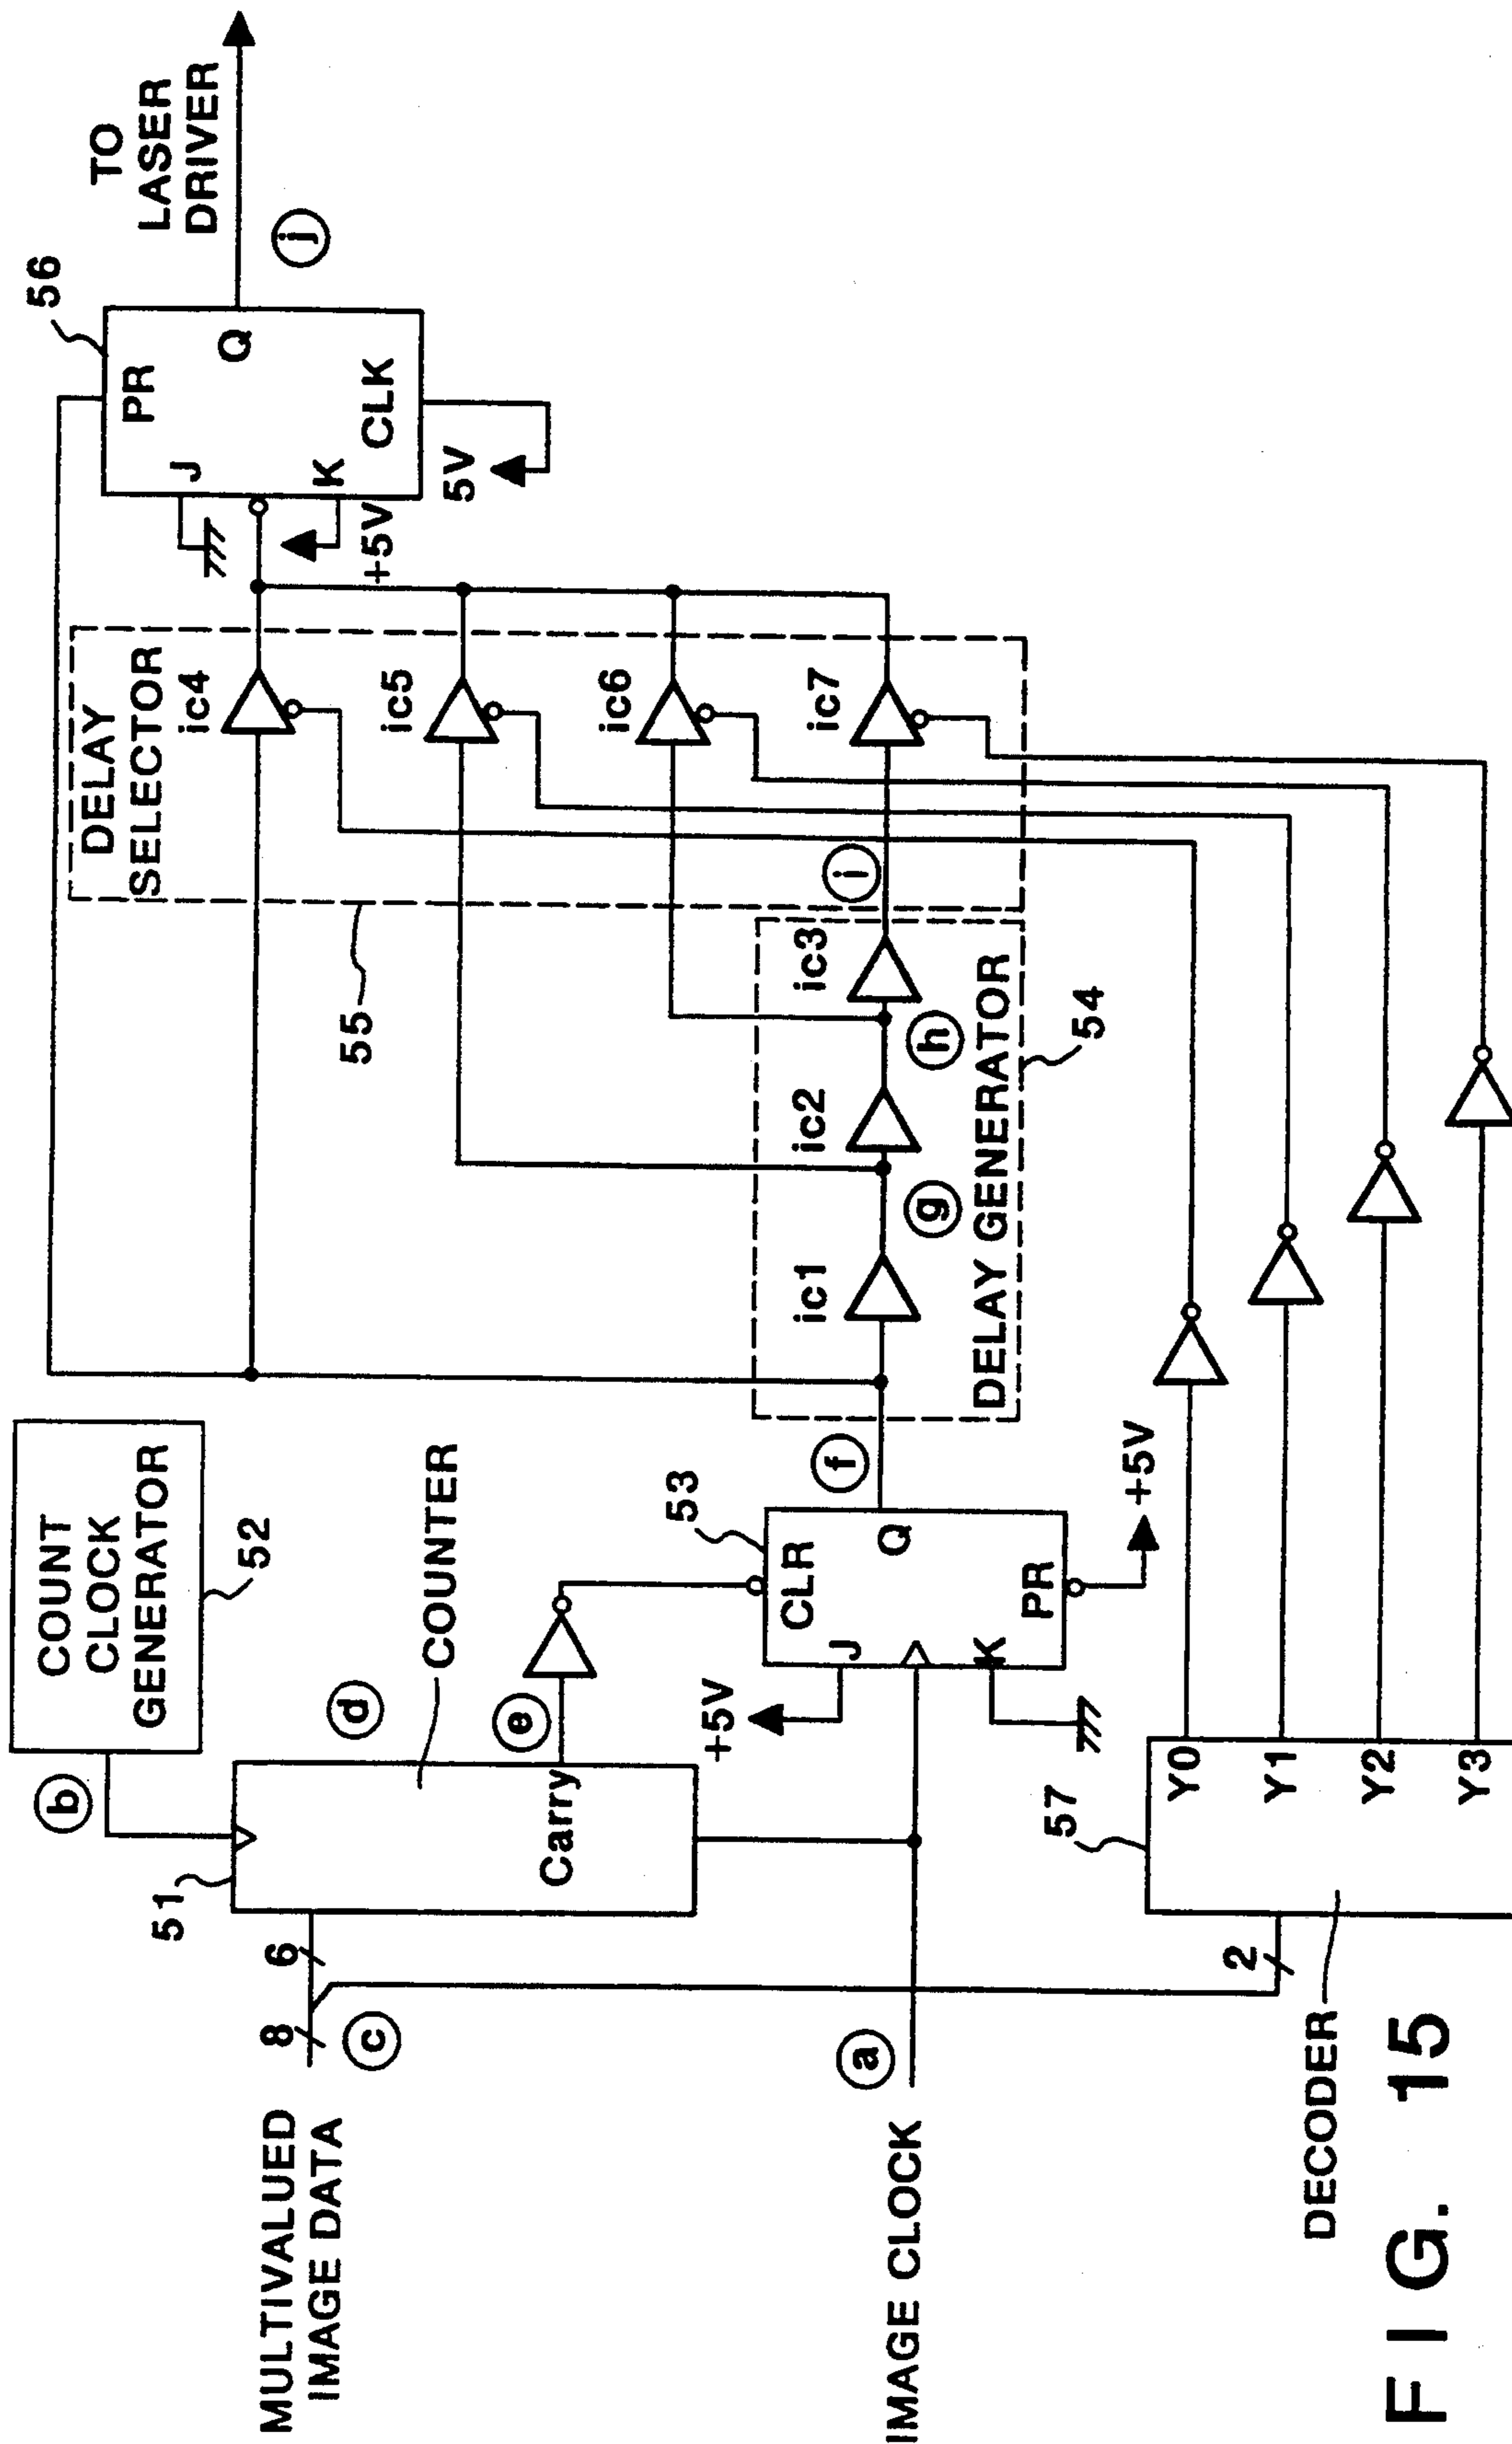 MULTIVALUED
IMAGE DATA
8
6
c
51
b
COUNT
CLOCK
GENERATOR
52
d
COUNTER
Carry
e
IMAGE CLOCK
a
+5V
J
K
CLR
PR
Q
53
+5V
f
ic1
g
ic2
h
ic3
DELAY GENERATOR
54
i
55
DELAY
SELECTOR
ic4
ic5
ic6
ic7
56
PR
J
K
Q
CLK
+5V
5V
j
TO
LASER
DRIVER
2
57
DECODER
Y0
Y1
Y2
Y3
FIG. 15